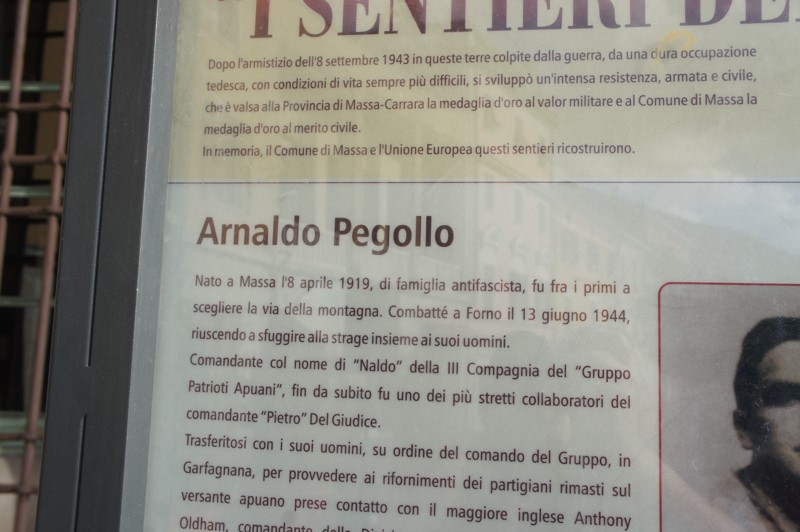 "I SENTIERI DE
Dopo l'armistizio dell'8 settembre 1943 in queste terre colpite dalla guerra, da una dura occupazione
tedesca, con condizioni di vita sempre più difficili, si sviluppò un'intensa resistenza, armata e civile,
che è valsa alla Provincia di Massa-Carrara la medaglia d'oro al valor militare e al Comune di Massa la
medaglia d'oro al merito civile.
In memoria, il Comune di Massa e l'Unione Europea questi sentieri ricostruirono.
Arnaldo Pegollo
Nato a Massa l'8 aprile 1919, di famiglia antifascista, fu fra i primi a
scegliere la via della montagna. Combatté a Forno il 13 giugno 1944,
riuscendo a sfuggire alla strage insieme ai suoi uomini.
Comandante col nome di "Naldo" della III Compagnia del "Gruppo
Patrioti Apuani", fin da subito fu uno dei più stretti collaboratori del
comandante "Pietro" Del Giudice.
Trasferitosi con i suoi uomini, su ordine del comando del Gruppo, in
Garfagnana, per provvedere ai rifornimenti dei partigiani rimasti sul
versante apuano prese contatto con il maggiore inglese Anthony
Oldham, comandante della